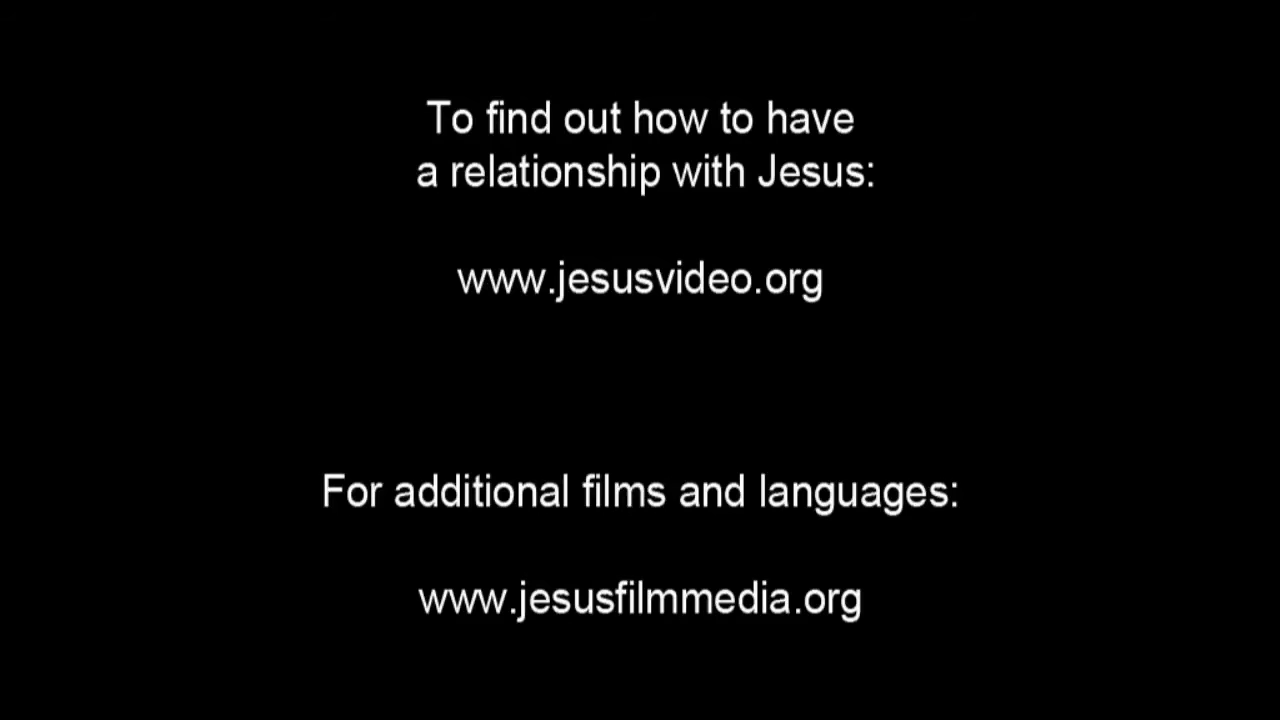 To find out how to have
a relationship with Jesus:
www.jesusvideo.org
For additional films and languages:
www.jesusfilmmedia.org